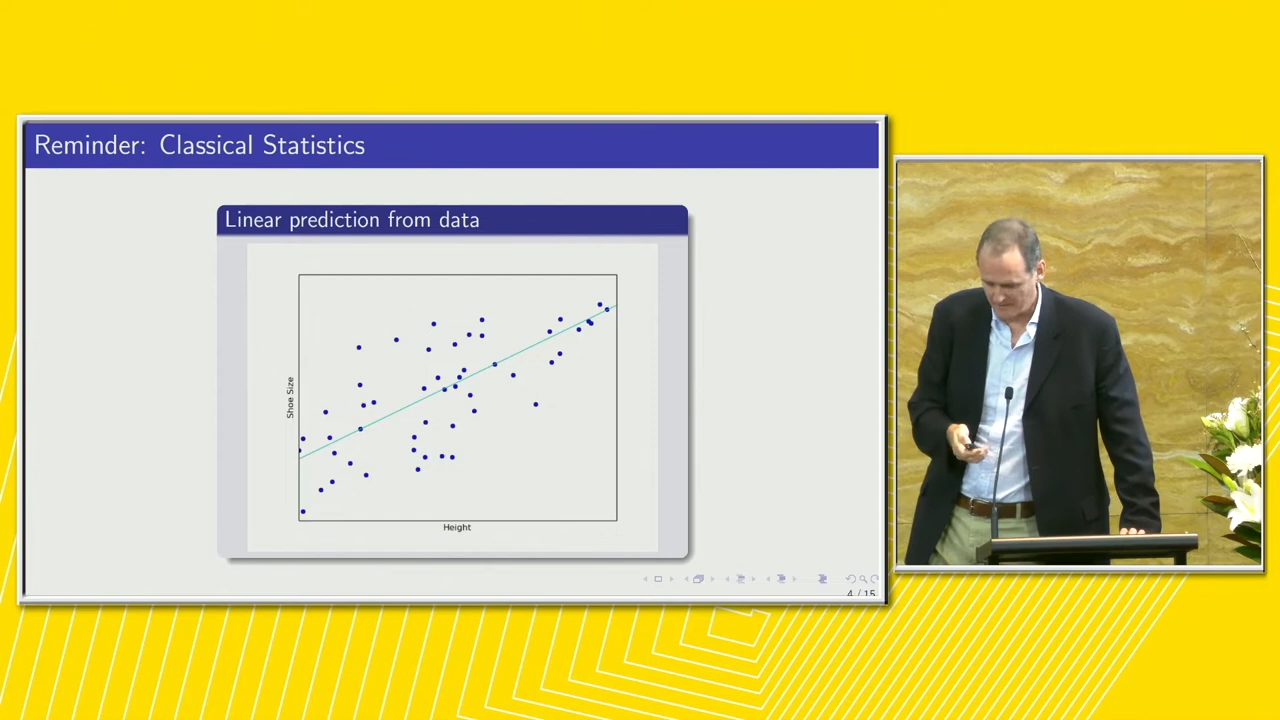 Reminder: Classical Statistics
Linear prediction from data
Shoe Size
Height
4 / 15